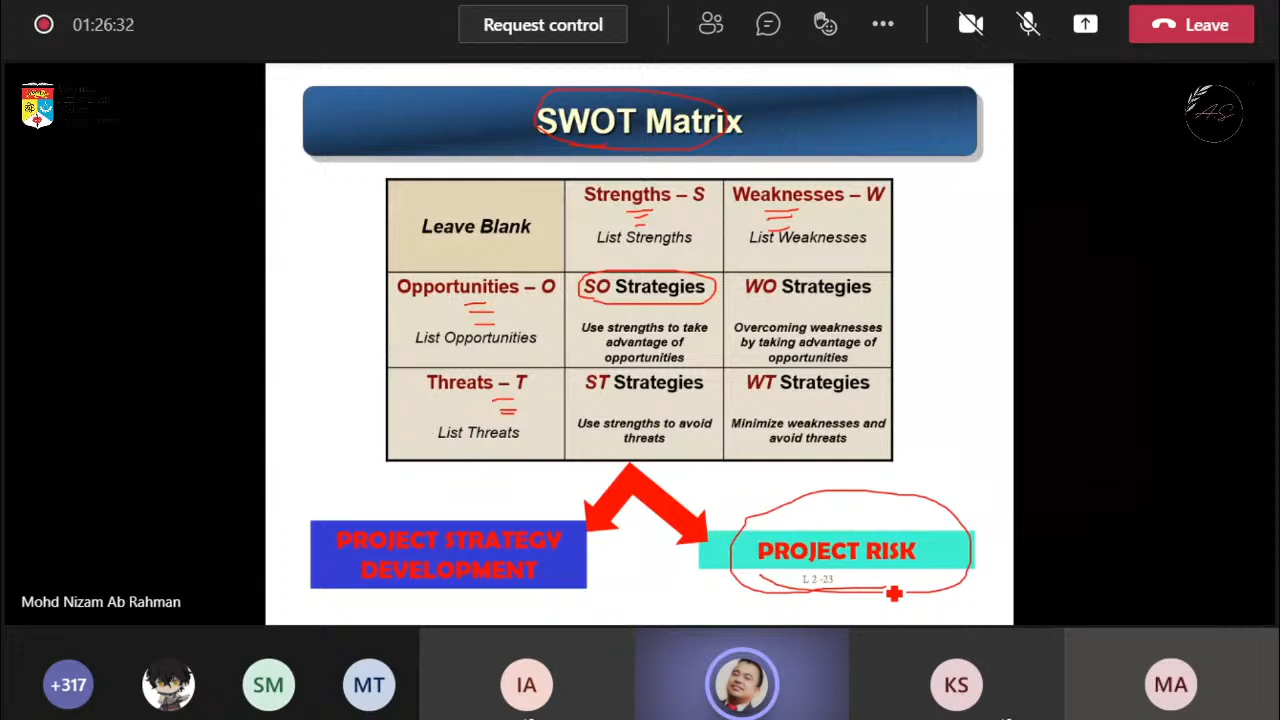 01:26:32
Request control
Leave
AS
SWOT Matrix
Leave Blank
Strengths – S
List Strengths
Weaknesses – W
List Weaknesses
Opportunities – O
List Opportunities
SO Strategies
Use strengths to take
advantage of
opportunities
WO Strategies
Overcoming weaknesses
by taking advantage of
opportunities
Threats – T
List Threats
ST Strategies
Use strengths to avoid
threats
WT Strategies
Minimize weaknesses and
avoid threats
PROJECT STRATEGY
DEVELOPMENT
PROJECT RISK
L 2 -23
Mohd Nizam Ab Rahman
+317
SM
MT
IA
KS
MA